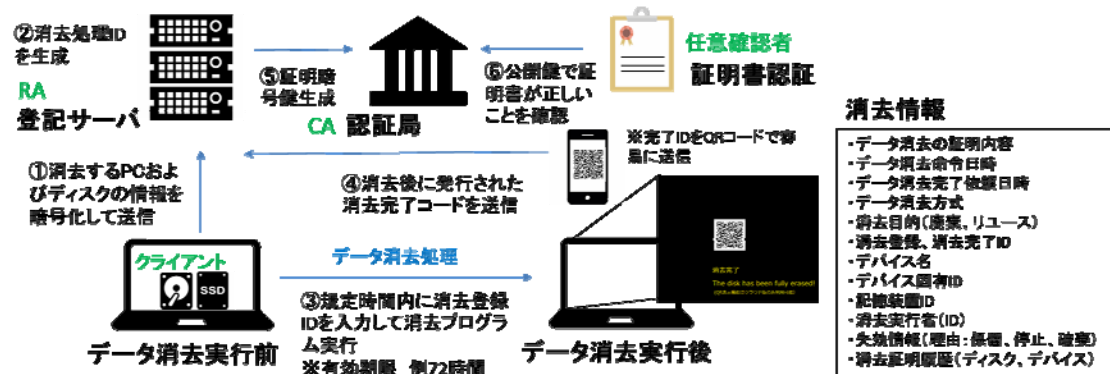 ②消去処理ID
を生成
RA
登記サーバ
⑤証明暗
号鍵生成
CA 認証局
⑥公開鍵で証
明書が正しい
ことを確認
任意確認者
証明書認証
①消去するPCおよ
びディスクの情報を
暗号化して送信
④消去後に発行された
消去完了コードを送信
※完了IDをQRコードで容
易に送信
クライアント
SSD
データ消去処理
③規定時間内に消去登録
IDを入力して消去プログラ
ム実行
※有効期限 例72時間
データ消去実行前
消去完了
The disk has been fully erased!
データ消去実行後
消去情報
・データ消去の証明内容
・データ消去命令日時
・データ消去完了依頼日時
・データ消去方式
・消去目的(廃棄、リユース)
・消去登録、消去完了ID
・デバイス名
・デバイス固有ID
・記憶装置ID
・消去実行者(ID)
・失効情報(理由:保留、停止、破棄)
・消去証明履歴(ディスク、デバイス)